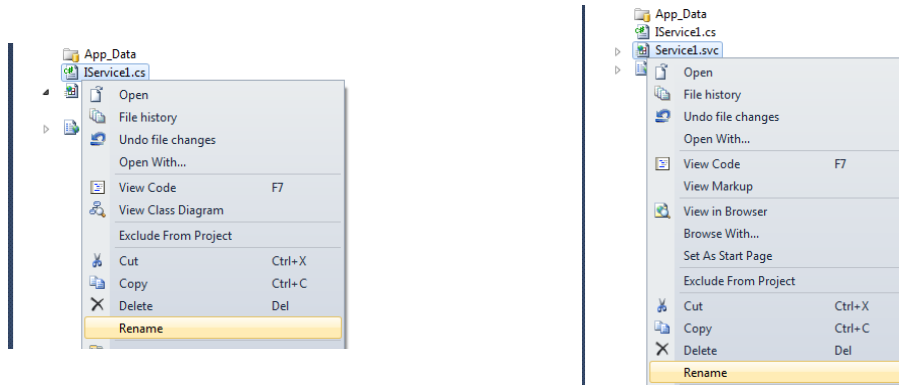 App_Data
IService1.cs
Open
File history
Undo file changes
Open With...
View Code F7
View Class Diagram
Exclude From Project
Cut Ctrl+X
Copy Ctrl+C
Delete Del
Rename
App_Data
IService1.cs
Service1.svc
Open
File history
Undo file changes
Open With...
View Code F7
View Markup
View in Browser
Browse With...
Set As Start Page
Exclude From Project
Cut Ctrl+X
Copy Ctrl+C
Delete Del
Rename